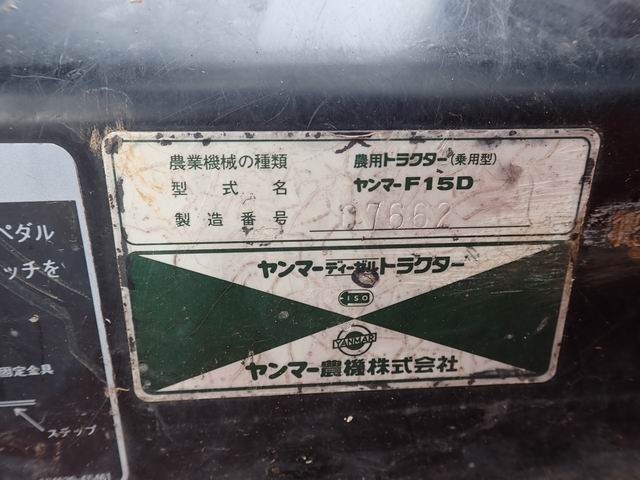 農業機械の種類 農用トラクター(乗用型)
型式名 ヤンマーF15D
製造番号 07662
ヤンマーディーゼルトラクター
ISO
YANMAR
ヤンマー農機株式会社
ペダル
ッチを
固定金具
ステップ